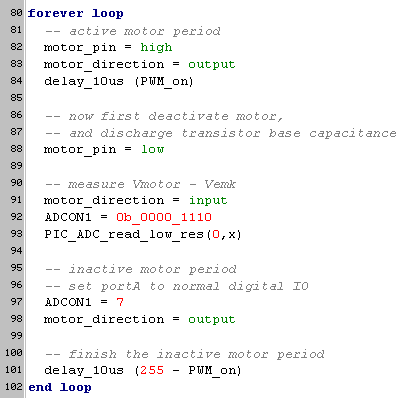 80 forever loop
81   -- active motor period
82   motor_pin = high
83   motor_direction = output
84   delay_10us (PWM_on)
85
86   -- now first deactivate motor,
87   -- and discharge transistor base capacitance
88   motor_pin = low
89
90   -- measure Vmotor - Vemk
91   motor_direction = input
92   ADCON1 = 0b_0000_1110
93   PIC_ADC_read_low_res(0,x)
94
95   -- inactive motor period
96   -- set portA to normal digital IO
97   ADCON1 = 7
98   motor_direction = output
99
100   -- finish the inactive motor period
101   delay_10us (255 - PWM_on)
102 end loop